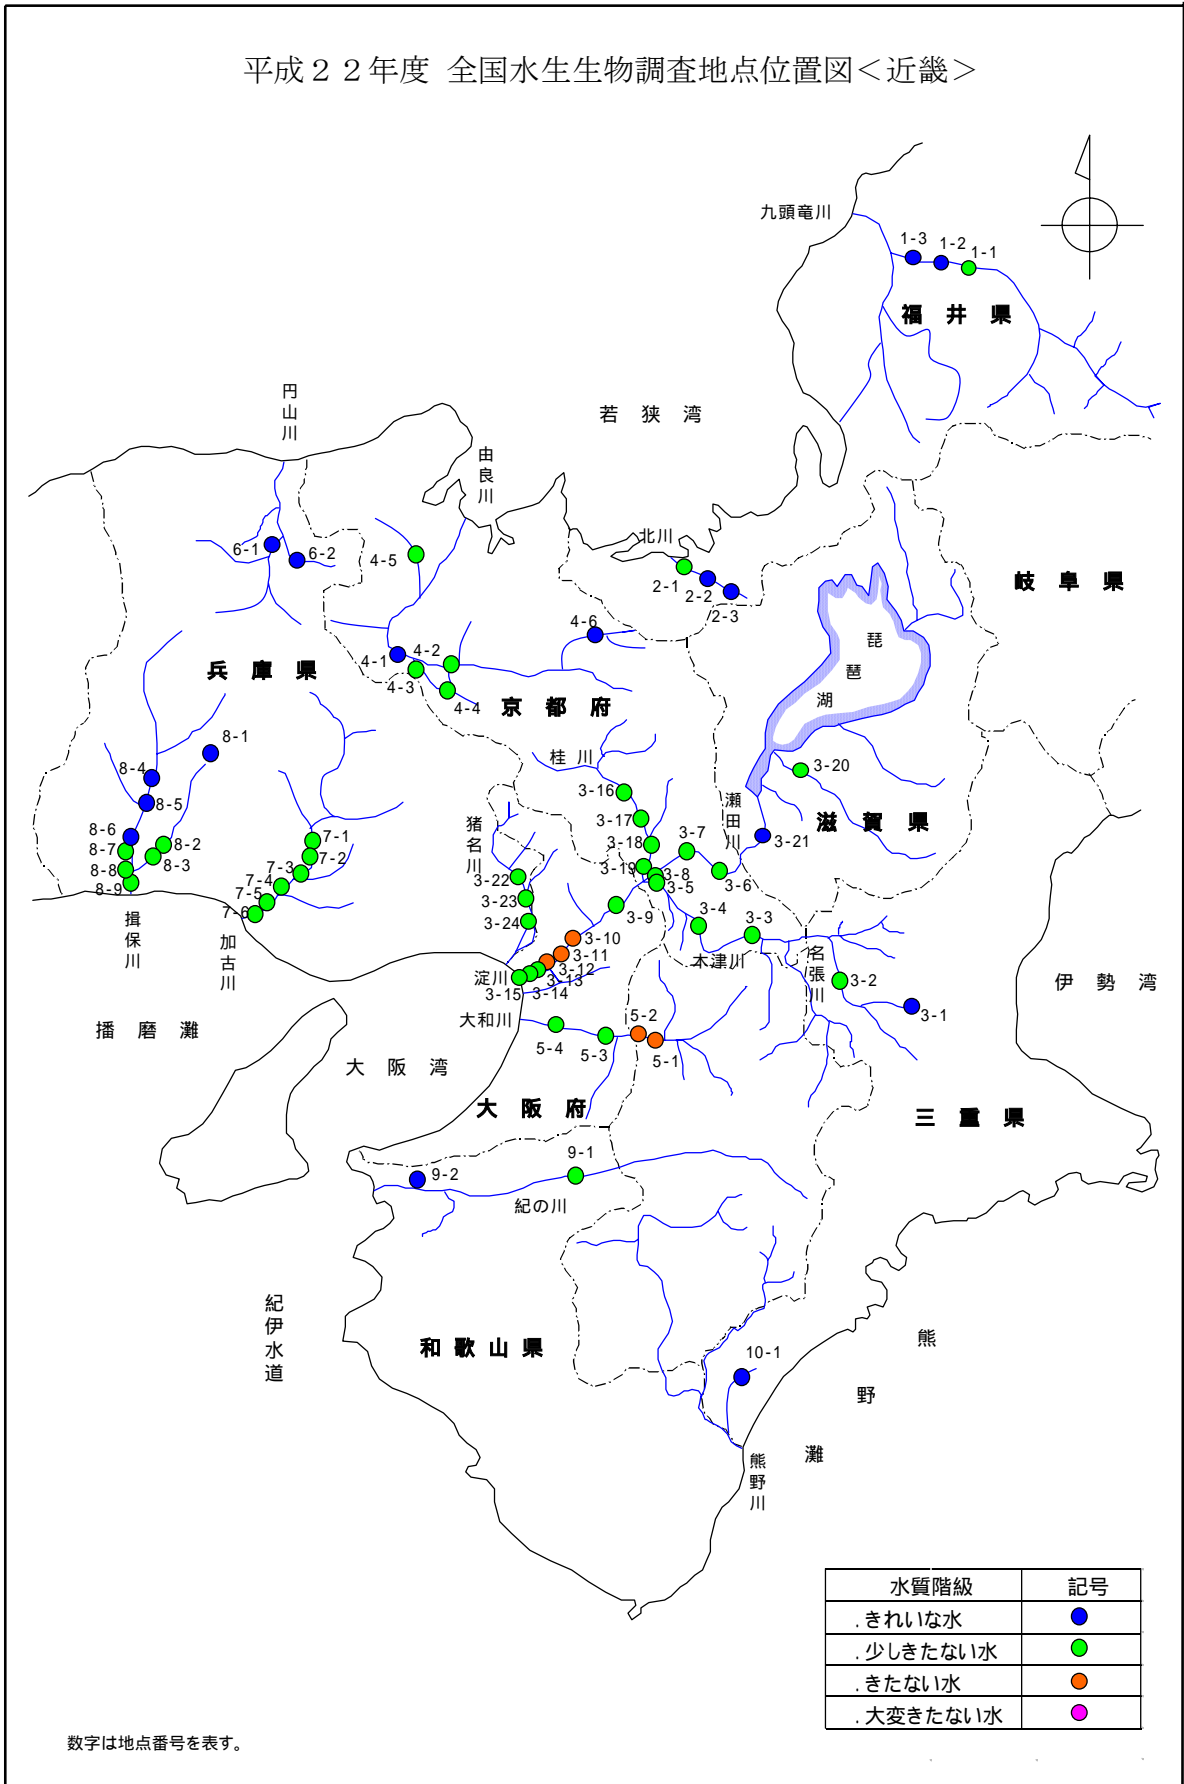 平成２２年度 全国水生生物調査地点位置図＜近畿＞
九頭竜川
1-3
1-2
1-1
福井県
円山川
若狭湾
由良川
北川
6-1
6-2
4-5
2-1
2-2
2-3
岐阜県
4-6
琵琶湖
兵庫県
4-1
4-2
4-3
4-4
京都府
桂川
8-1
8-4
8-5
3-16
3-20
瀬田川
滋賀県
猪名川
3-17
8-6
8-7
8-2
8-3
8-8
8-9
7-1
7-2
7-3
7-4
7-5
7-6
3-18
3-7
3-21
3-19
3-8
3-5
3-6
3-22
3-23
3-24
3-9
3-4
3-3
揖保川
加古川
3-10
3-11
3-12
3-13
3-14
3-15
淀川
木津川
名張川
3-2
3-1
伊勢湾
播磨灘
大和川
5-2
5-4
5-3
5-1
大阪湾
大阪府
三重県
9-1
9-2
紀の川
紀伊水道
和歌山県
10-1
熊野灘
熊野川
水質階級 記号
.きれいな水
.少しきたない水
.きたない水
.大変きたない水
数字は地点番号を表す。